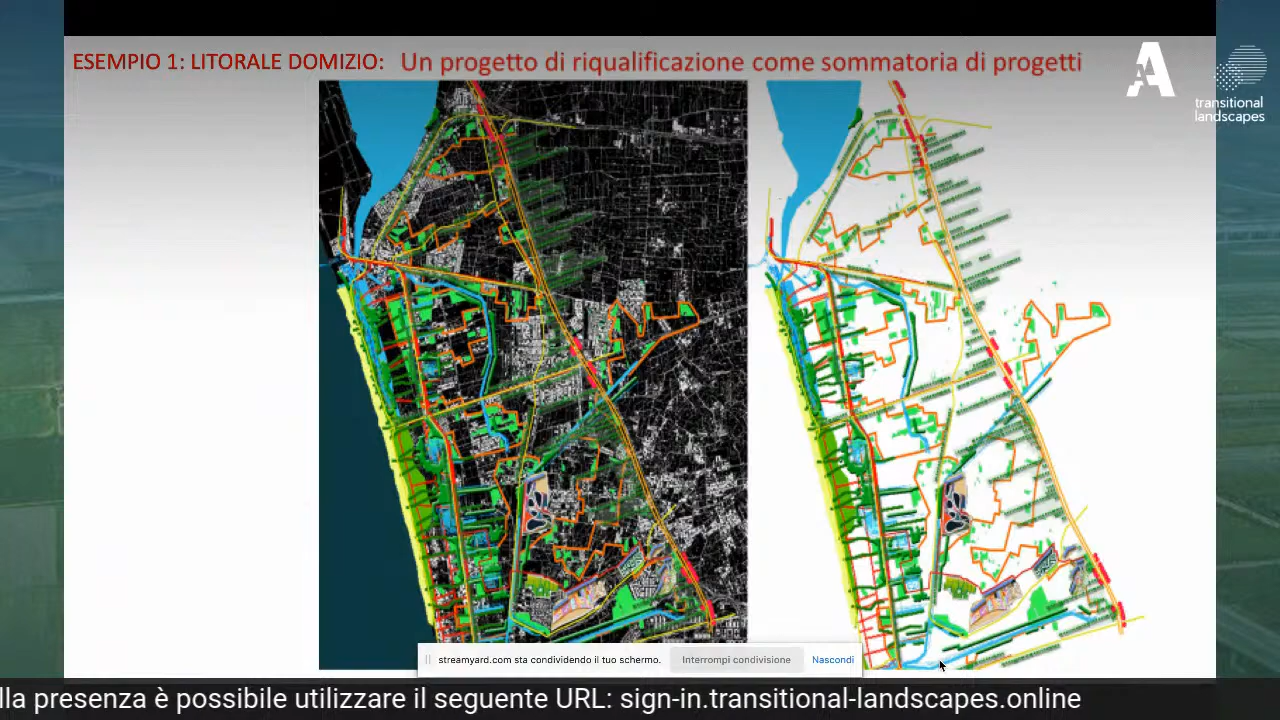 ESEMPIO 1: LITORALE DOMIZIO: Un progetto di riqualificazione come sommatoria di progetti
A
A
transitional
landscapes
streamyard.com sta condividendo il tuo schermo. Interrompi condivisione Nascondi
lla presenza è possibile utilizzare il seguente URL: sign-in.transitional-landscapes.online